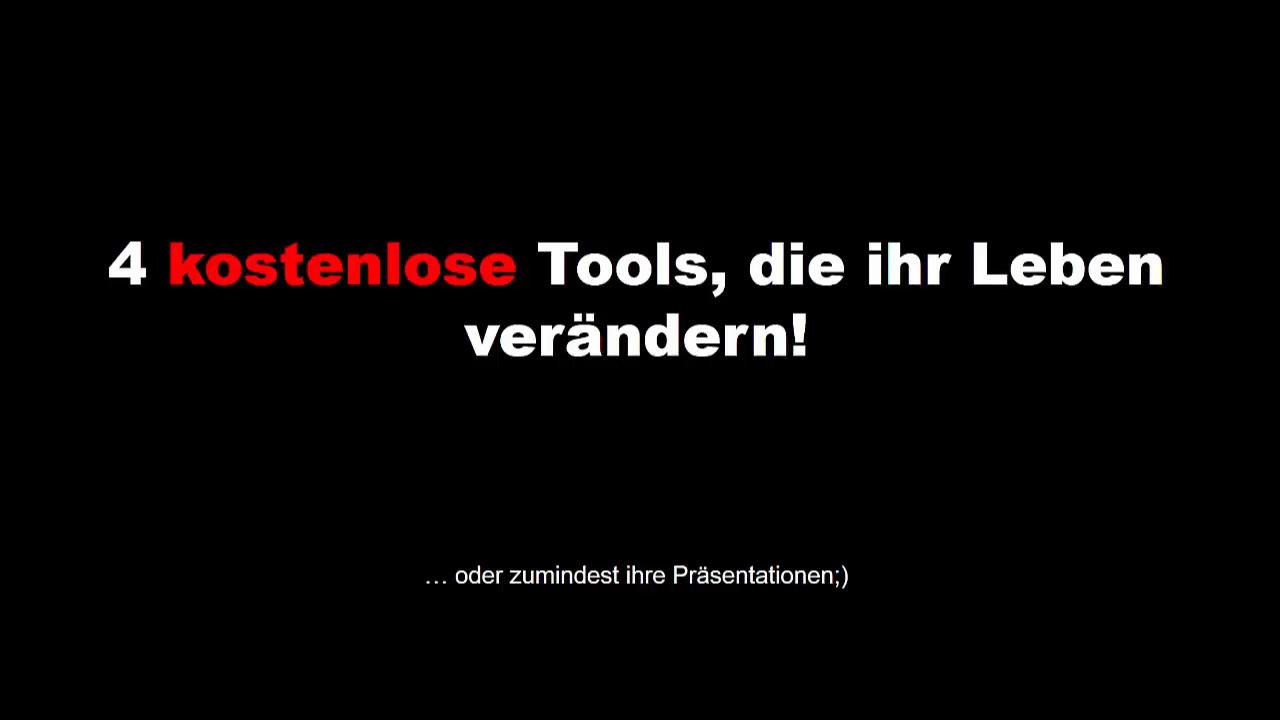 4 kostenlose Tools, die ihr Leben
verändern!
… oder zumindest ihre Präsentationen;)